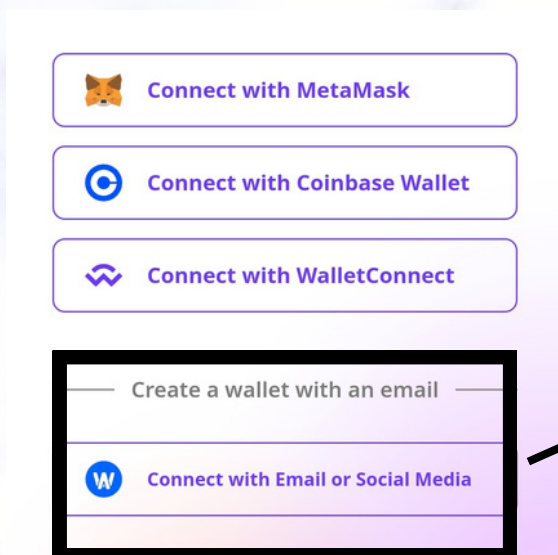 Connect with MetaMask
Connect with Coinbase Wallet
Connect with WalletConnect
Create a wallet with an email
W
Connect with Email or Social Media